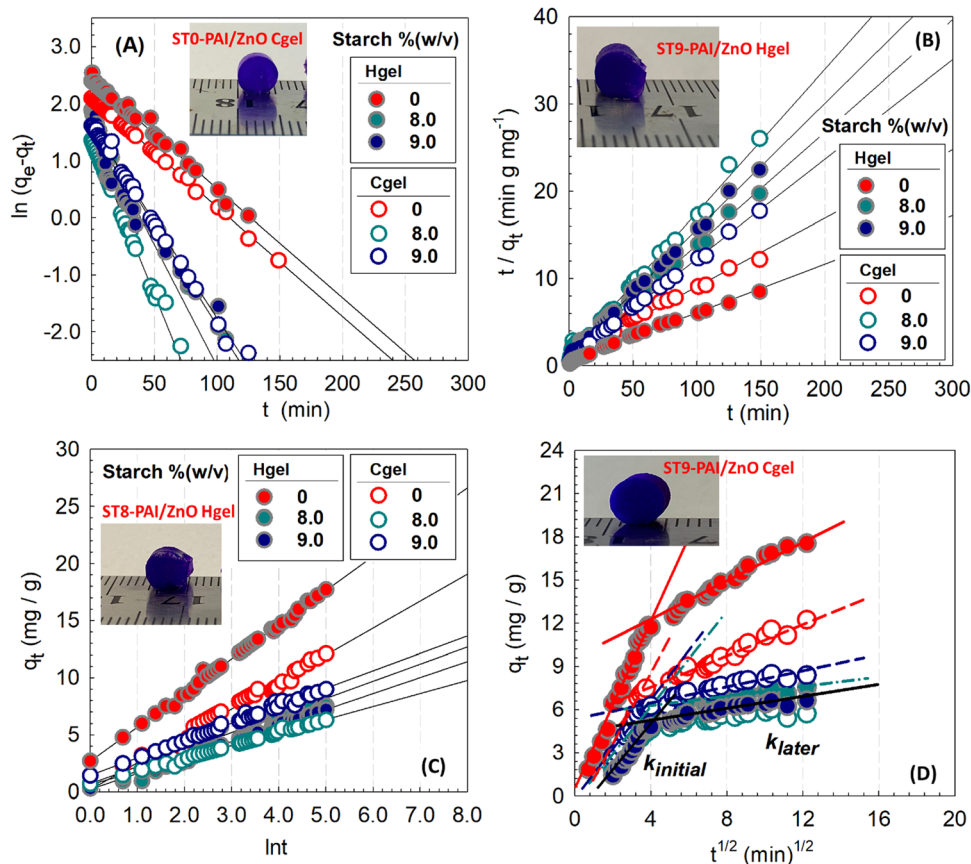 (A)
ST0-PAI/ZnO Cgel
Starch %(w/v)
Hgel
0
8.0
9.0
Cgel
0
8.0
9.0
ln (qe-qt)
3.0
2.0
1.0
0.0
-1.0
-2.0
0 50 100 150 200 250 300
t (min)
(B)
ST9-PAI/ZnO Hgel
Starch %(w/v)
Hgel
0
8.0
9.0
Cgel
0
8.0
9.0
t / qt (min g mg-1)
40
30
20
10
0
0 50 100 150 200 250 300
t (min)
(C)
Starch %(w/v)
ST8-PAI/ZnO Hgel
Hgel
0
8.0
9.0
Cgel
0
8.0
9.0
qt (mg / g)
30
25
20
15
10
5
0
0.0 1.0 2.0 3.0 4.0 5.0 6.0 7.0 8.0
lnt
(D)
ST9-PAI/ZnO Cgel
qt (mg / g)
24
21
18
15
12
9
6
3
0
kinitial
klater
0 4 8 12 16 20
t1/2 (min)1/2